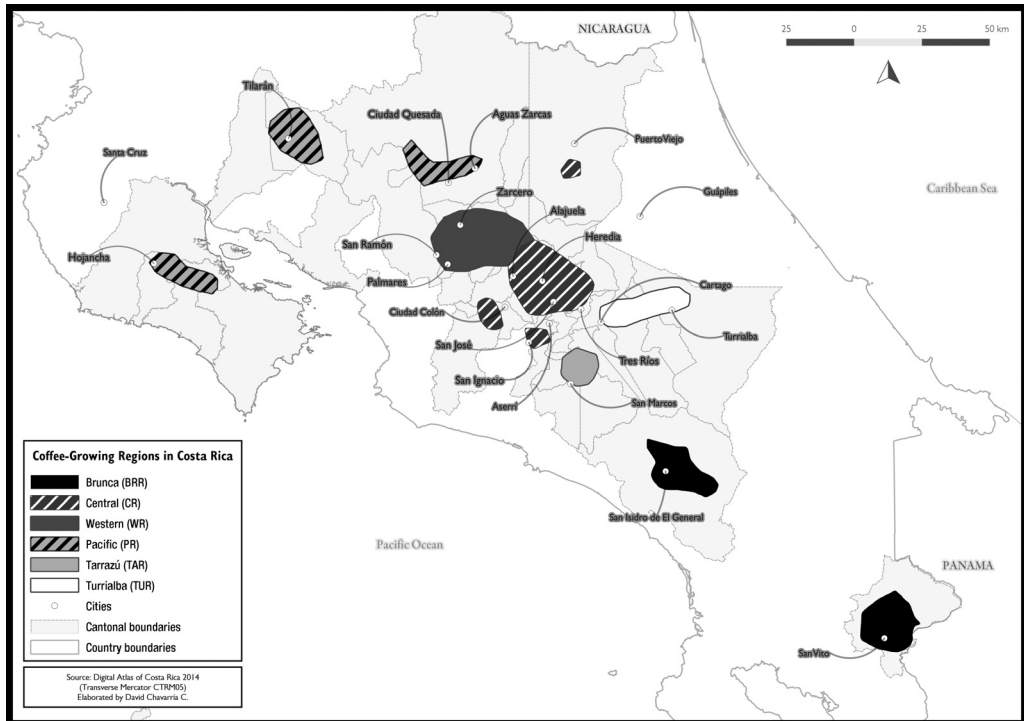 NICARAGUA
25 0 25 50 km
Tilarán
Ciudad Quesada
Aguas Zarcas
Puerto Viejo
Santa Cruz
Caribbean Sea
Zarcero
Guápiles
Alajuela
Heredia
San Ramón
Hojancha
Palmares
Cartago
Ciudad Colón
Turrialba
San José
Tres Ríos
San Ignacio
San Marcos
Aserrí
Coffee-Growing Regions in Costa Rica
Brunca (BRR)
Central (CR)
Western (WR)
Pacific (PR)
Tarrazú (TAR)
Turrialba (TUR)
Cities
Cantonal boundaries
Country boundaries
San Isidro de El General
Pacific Ocean
PANAMA
San Vito
Source: Digital Atlas of Costa Rica 2014
(Transverse Mercator CTRM05)
Elaborated by David Chavarría C.